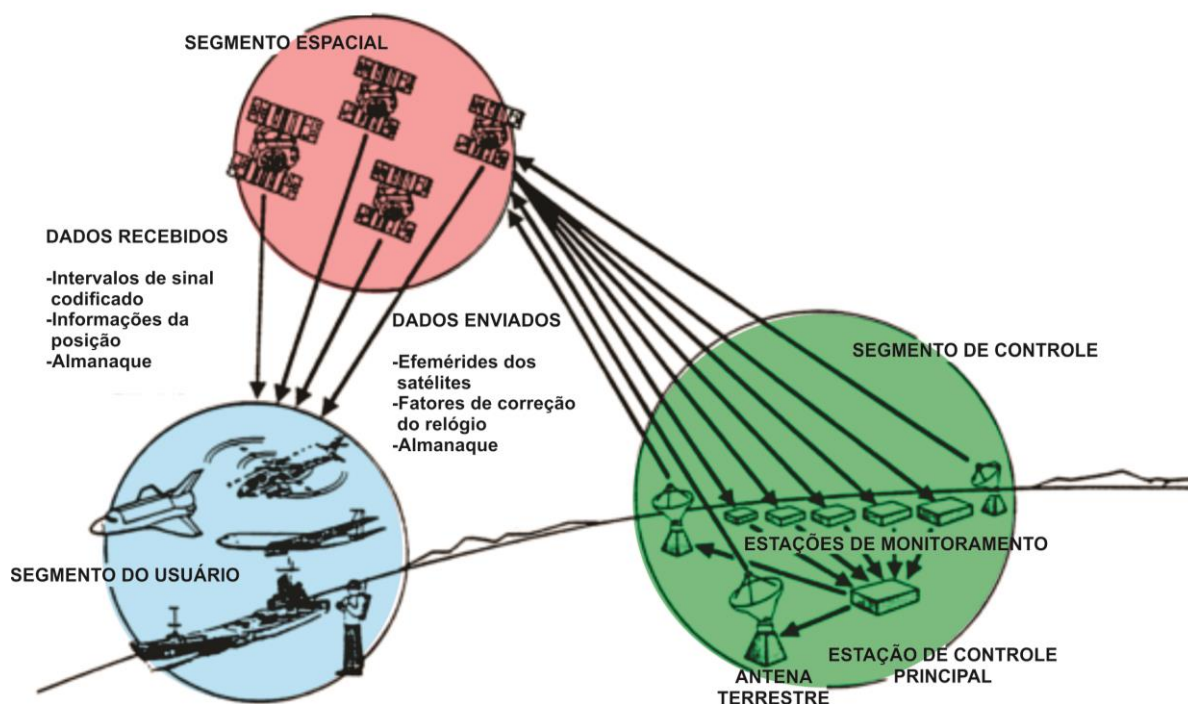 SEGMENTO ESPACIAL
DADOS RECEBIDOS
-Intervalos de sinal
codificado
-Informações da
posição
-Almanaque
DADOS ENVIADOS
-Efemérides dos
satélites
-Fatores de correção
do relógio
-Almanaque
SEGMENTO DE CONTROLE
SEGMENTO DO USUÁRIO
ESTAÇÕES DE MONITORAMENTO
ANTENA
TERRESTRE
ESTAÇÃO DE CONTROLE
PRINCIPAL